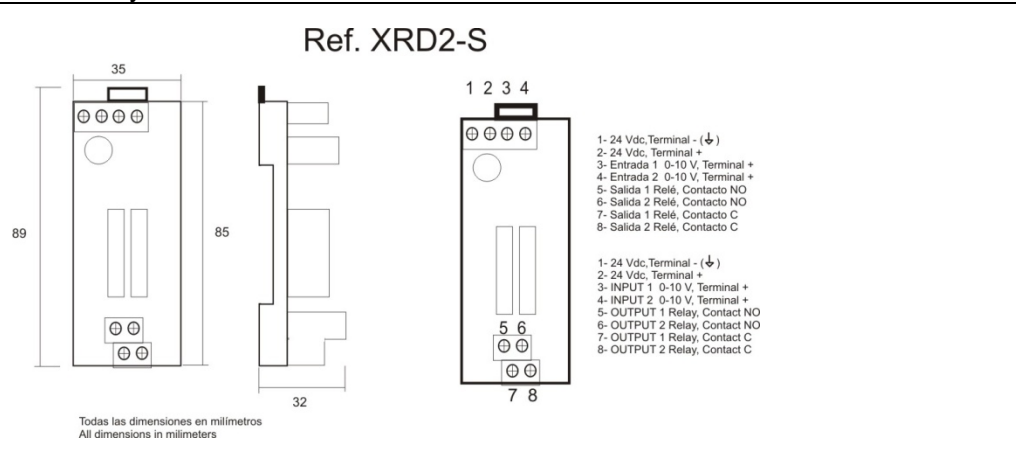 Ref. XRD2-S
35
89
85
32
Todas las dimensiones en milímetros
All dimensions in milimeters
1 2 3 4
5 6
7 8
1- 24 Vdc,Terminal - ( )
2- 24 Vdc, Terminal +
3- Entrada 1 0-10 V, Terminal +
4- Entrada 2 0-10 V, Terminal +
5- Salida 1 Relé, Contacto NO
6- Salida 2 Relé, Contacto NO
7- Salida 1 Relé, Contacto C
8- Salida 2 Relé, Contacto C
1- 24 Vdc,Terminal - ( )
2- 24 Vdc, Terminal +
3- INPUT 1 0-10 V, Terminal +
4- INPUT 2 0-10 V, Terminal +
5- OUTPUT 1 Relay, Contact NO
6- OUTPUT 2 Relay, Contact NO
7- OUTPUT 1 Relay, Contact C
8- OUTPUT 2 Relay, Contact C